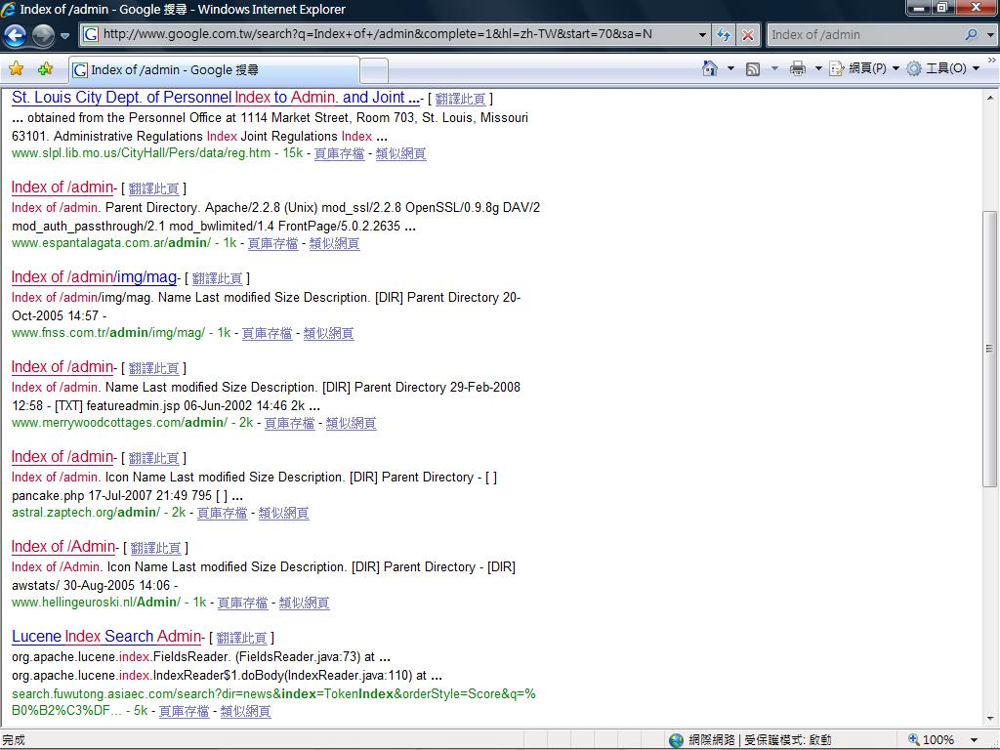 Index of /admin - Google 搜尋 - Windows Internet Explorer
http://www.google.com.tw/search?q=Index+of+/admin&complete=1&hl=zh-TW&start=70&sa=N
Index of /admin
Index of /admin - Google 搜尋
網頁(P)
工具(O)
St. Louis City Dept. of Personnel Index to Admin. and Joint ... - [ 翻譯此頁 ]
... obtained from the Personnel Office at 1114 Market Street, Room 703, St. Louis, Missouri
63101. Administrative Regulations Index Joint Regulations Index ...
www.slpl.lib.mo.us/CityHall/Pers/data/reg.htm - 15k - 頁庫存檔 - 類似網頁
Index of /admin - [ 翻譯此頁 ]
Index of /admin. Parent Directory. Apache/2.2.8 (Unix) mod_ssl/2.2.8 OpenSSL/0.9.8g DAV/2
mod_auth_passthrough/2.1 mod_bwlimited/1.4 FrontPage/5.0.2.2635 ...
www.espantalagata.com.ar/admin/ - 1k - 頁庫存檔 - 類似網頁
Index of /admin/img/mag - [ 翻譯此頁 ]
Index of /admin/img/mag. Name Last modified Size Description. [DIR] Parent Directory 20-
Oct-2005 14:57 -
www.fnss.com.tr/admin/img/mag/ - 1k - 頁庫存檔 - 類似網頁
Index of /admin - [ 翻譯此頁 ]
Index of /admin. Name Last modified Size Description. [DIR] Parent Directory 29-Feb-2008
12:58 - [TXT] featureadmin.jsp 06-Jun-2002 14:46 2k ...
www.merrywoodcottages.com/admin/ - 2k - 頁庫存檔 - 類似網頁
Index of /admin - [ 翻譯此頁 ]
Index of /admin. Icon Name Last modified Size Description. [DIR] Parent Directory - [ ]
pancake.php 17-Jul-2007 21:49 795 [ ] ...
astral.zaptech.org/admin/ - 2k - 頁庫存檔 - 類似網頁
Index of /Admin - [ 翻譯此頁 ]
Index of /Admin. Icon Name Last modified Size Description. [DIR] Parent Directory - [DIR]
awstats/ 30-Aug-2005 14:06 -
www.hellingeuroski.nl/Admin/ - 1k - 頁庫存檔 - 類似網頁
Lucene Index Search Admin - [ 翻譯此頁 ]
org.apache.lucene.index.FieldsReader. (FieldsReader.java:73) at ...
org.apache.lucene.index.IndexReader$1.doBody(IndexReader.java:110) at ...
search.fuwutong.asiaec.com/search?dir=news&index=TokenIndex&orderStyle=Score&q=%
B0%B2%C3%DF... - 5k - 頁庫存檔 - 類似網頁
完成
網際網路 | 受保護模式: 啟動
100%